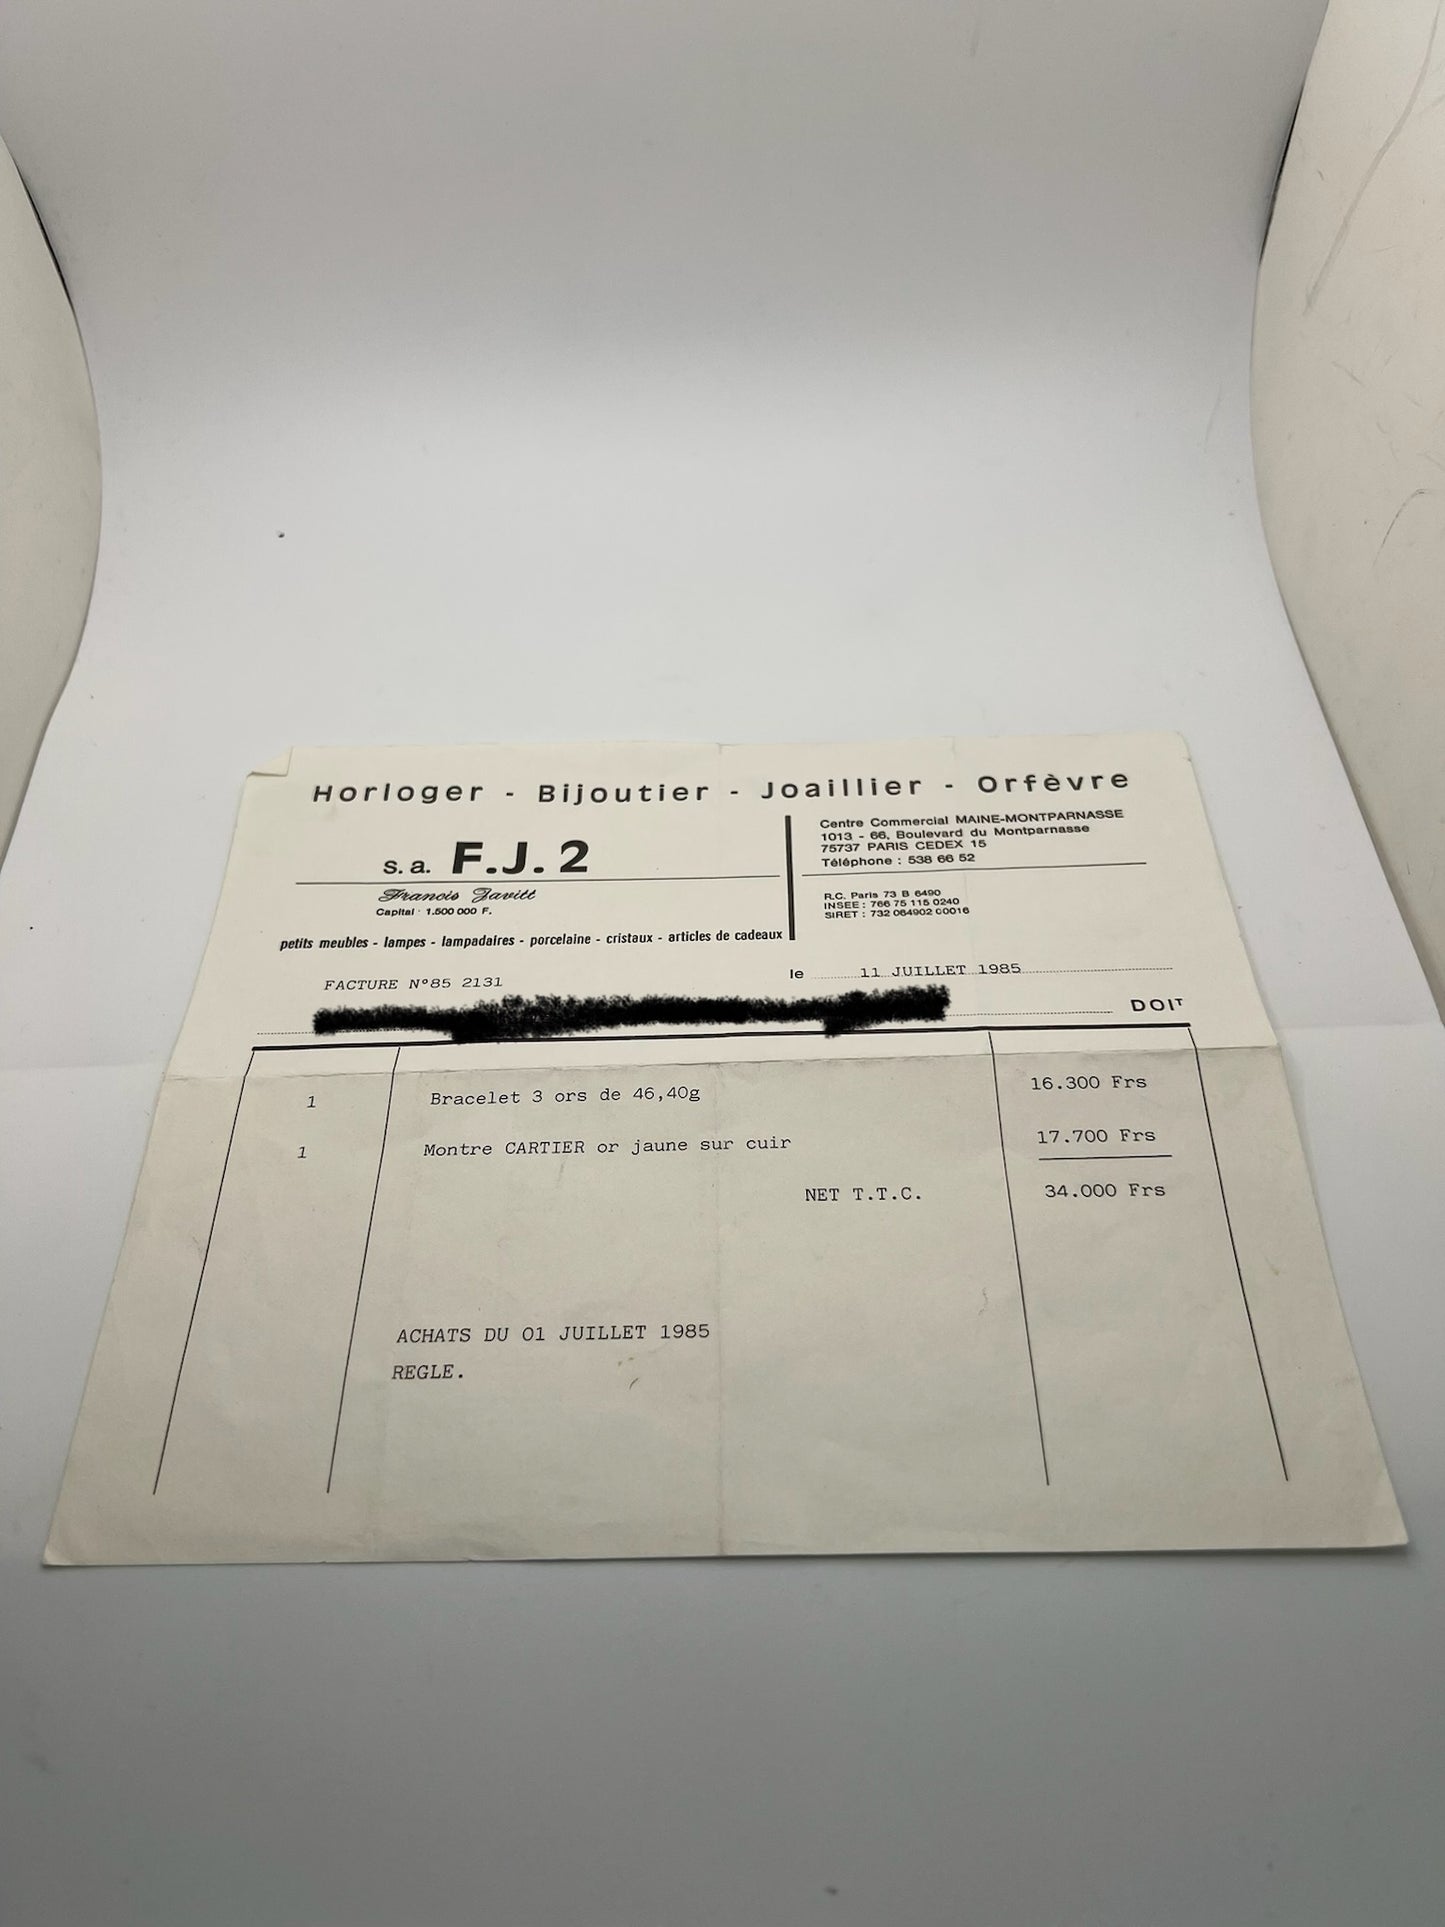 Horloger - Bijoutier - Joaillier - Orfèvre
s.a. F.J. 2
Francis Javitt
Capital : 1.500 000 F.
petits meubles - lampes - lampadaires - porcelaine - cristaux - articles de cadeaux
Centre Commercial MAINE-MONTPARNASSE
1013 - 66, Boulevard du Montparnasse
75737 PARIS CEDEX 15
Téléphone : 538 66 52
R.C. Paris 73 B 6490
INSEE : 766 75 115 0240
SIRET : 732 064902 00016
FACTURE N°85 2131
le 11 JUILLET 1985
DOIT
1 Bracelet 3 ors de 46,40g 16.300 Frs
1 Montre CARTIER or jaune sur cuir 17.700 Frs
NET T.T.C. 34.000 Frs
ACHATS DU 01 JUILLET 1985
REGLE.